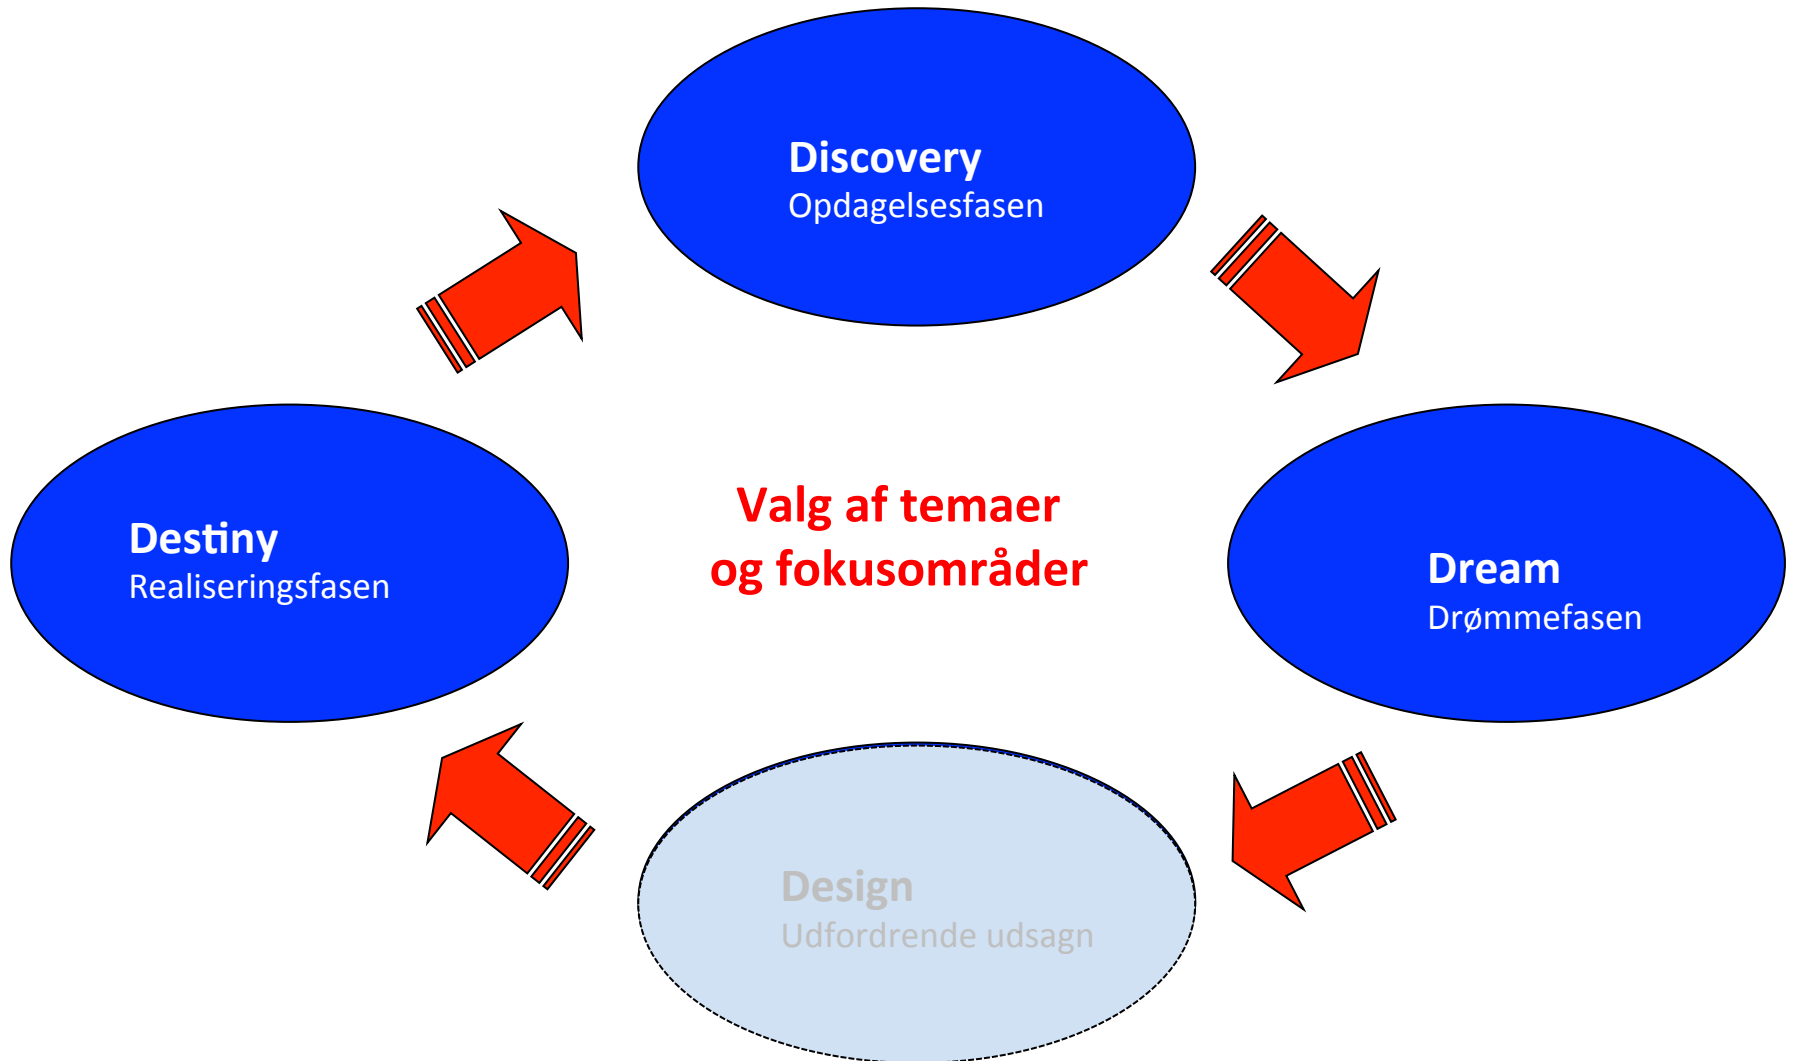 Discovery
Opdagelsesfasen
Valg af temaer
og fokusområder
Destiny
Realiseringsfasen
Dream
Drømmefasen
Design
Udfordrende udsagn